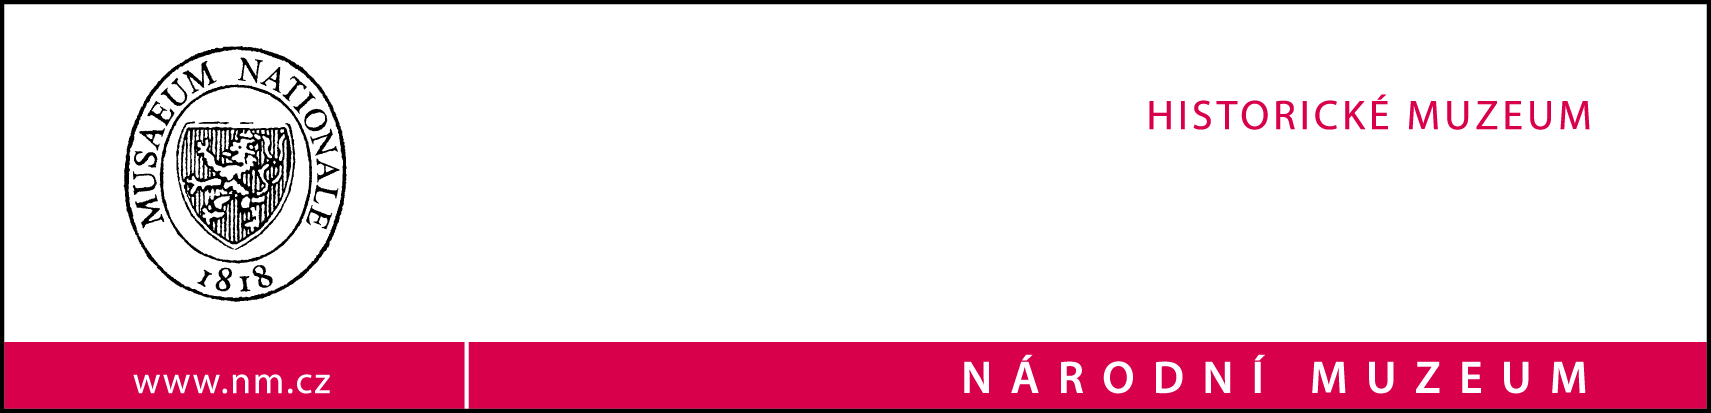 MUSAEUM NATIONALE
1818
HISTORICKÉ MUZEUM
www.nm.cz
NÁRODNÍ MUZEUM